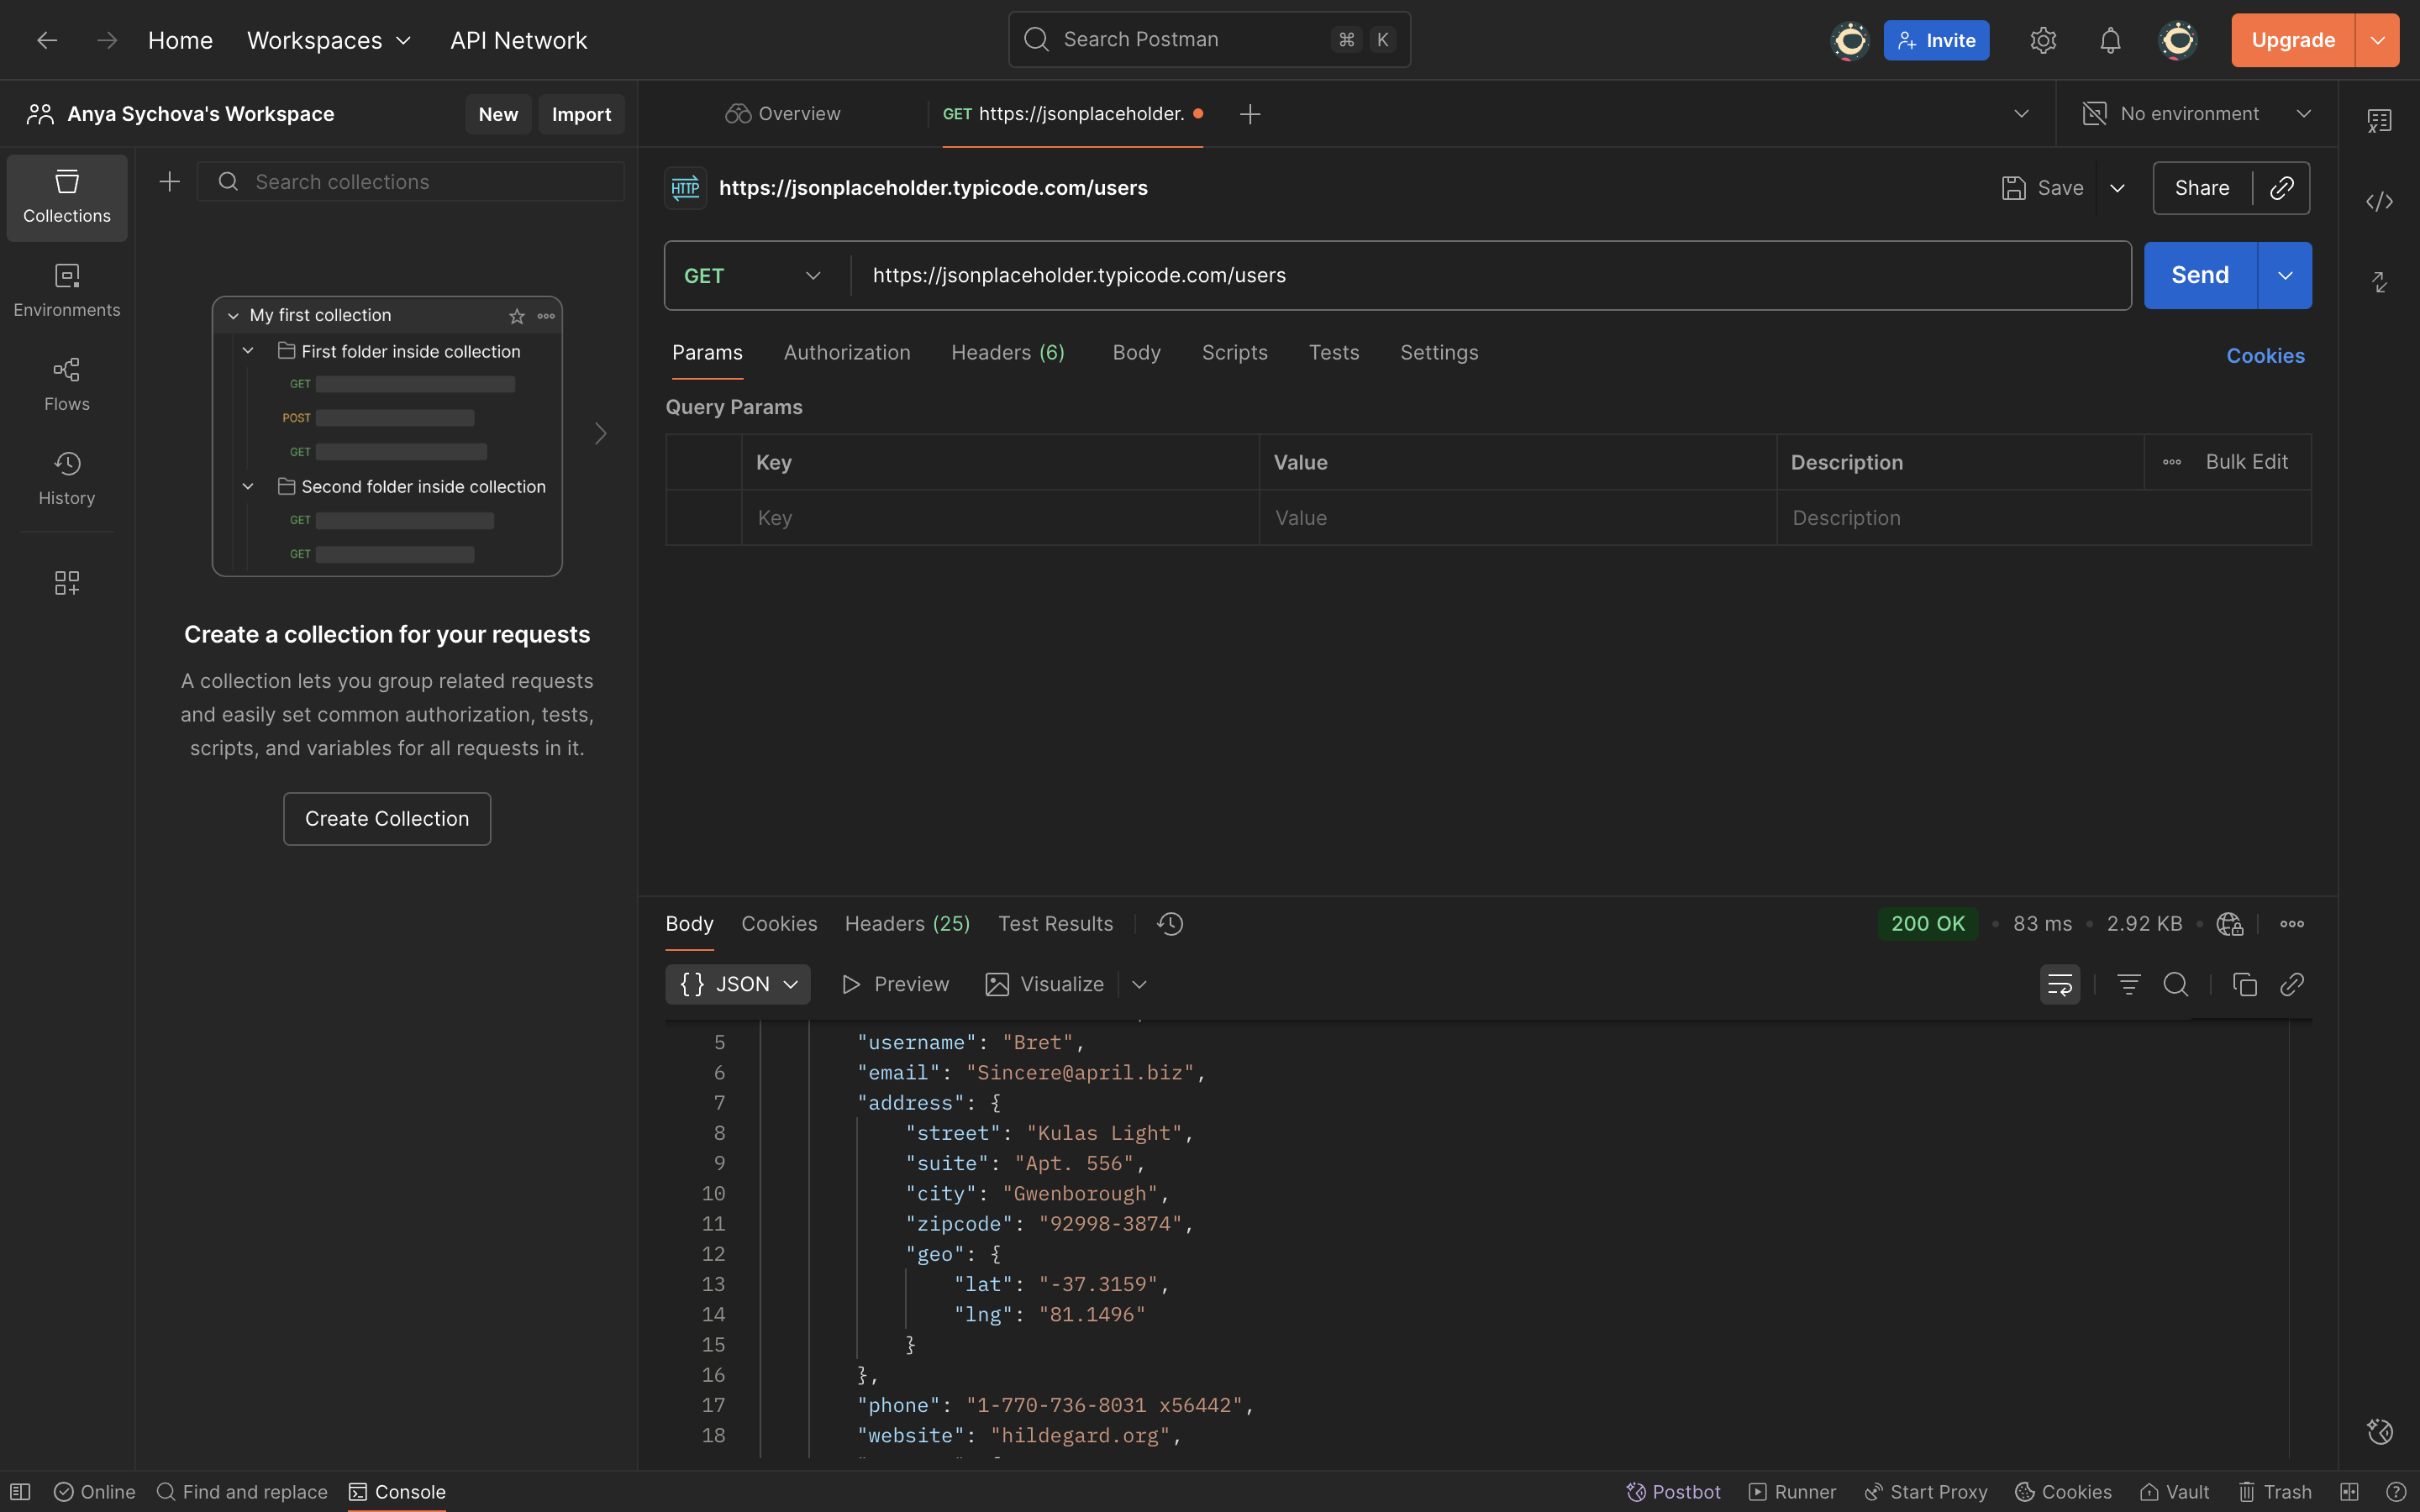 Home Workspaces API Network Search Postman ⌘ K Invite Upgrade
Anya Sychova's Workspace New Import
Overview GET https://jsonplaceholder. No environment
Collections
Environments
Flows
History
Search collections
My first collection
First folder inside collection
GET
POST
GET
Second folder inside collection
GET
GET
Create a collection for your requests
A collection lets you group related requests
and easily set common authorization, tests,
scripts, and variables for all requests in it.
Create Collection
HTTP https://jsonplaceholder.typicode.com/users Save Share
GET https://jsonplaceholder.typicode.com/users Send
Params Authorization Headers (6) Body Scripts Tests Settings Cookies
Query Params
Key Value Description Bulk Edit
Key Value Description
Body Cookies Headers (25) Test Results 200 OK • 83 ms • 2.92 KB •
{} JSON Preview Visualize
5 "username": "Bret",
6 "email": "Sincere@april.biz",
7 "address": {
8 "street": "Kulas Light",
9 "suite": "Apt. 556",
10 "city": "Gwenborough",
11 "zipcode": "92998-3874",
12 "geo": {
13 "lat": "-37.3159",
14 "lng": "81.1496"
15 }
16 },
17 "phone": "1-770-736-8031 x56442",
18 "website": "hildegard.org",
Online Find and replace Console Postbot Runner Start Proxy Cookies Vault Trash